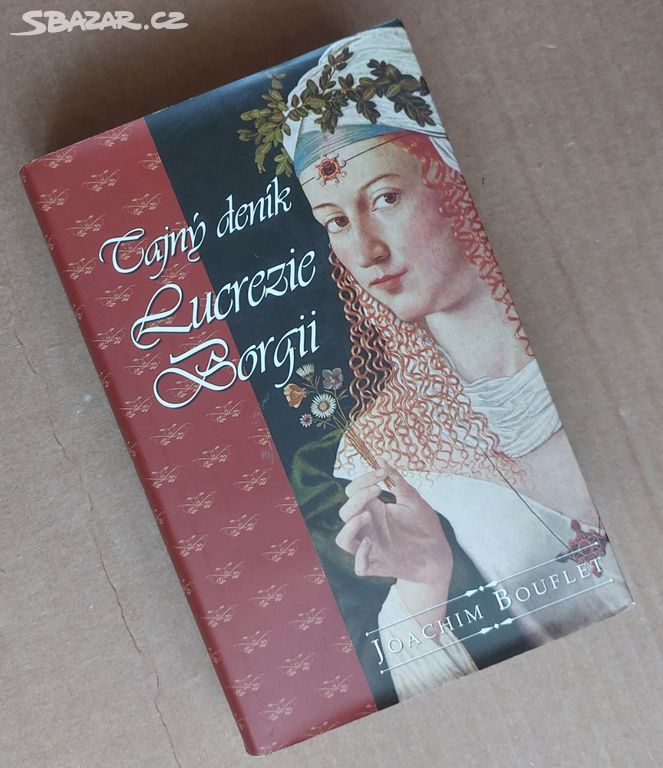 SBAZAR.CZ
Tajný deník
Lucrezie
Borgii
JOACHIM BOUFLET